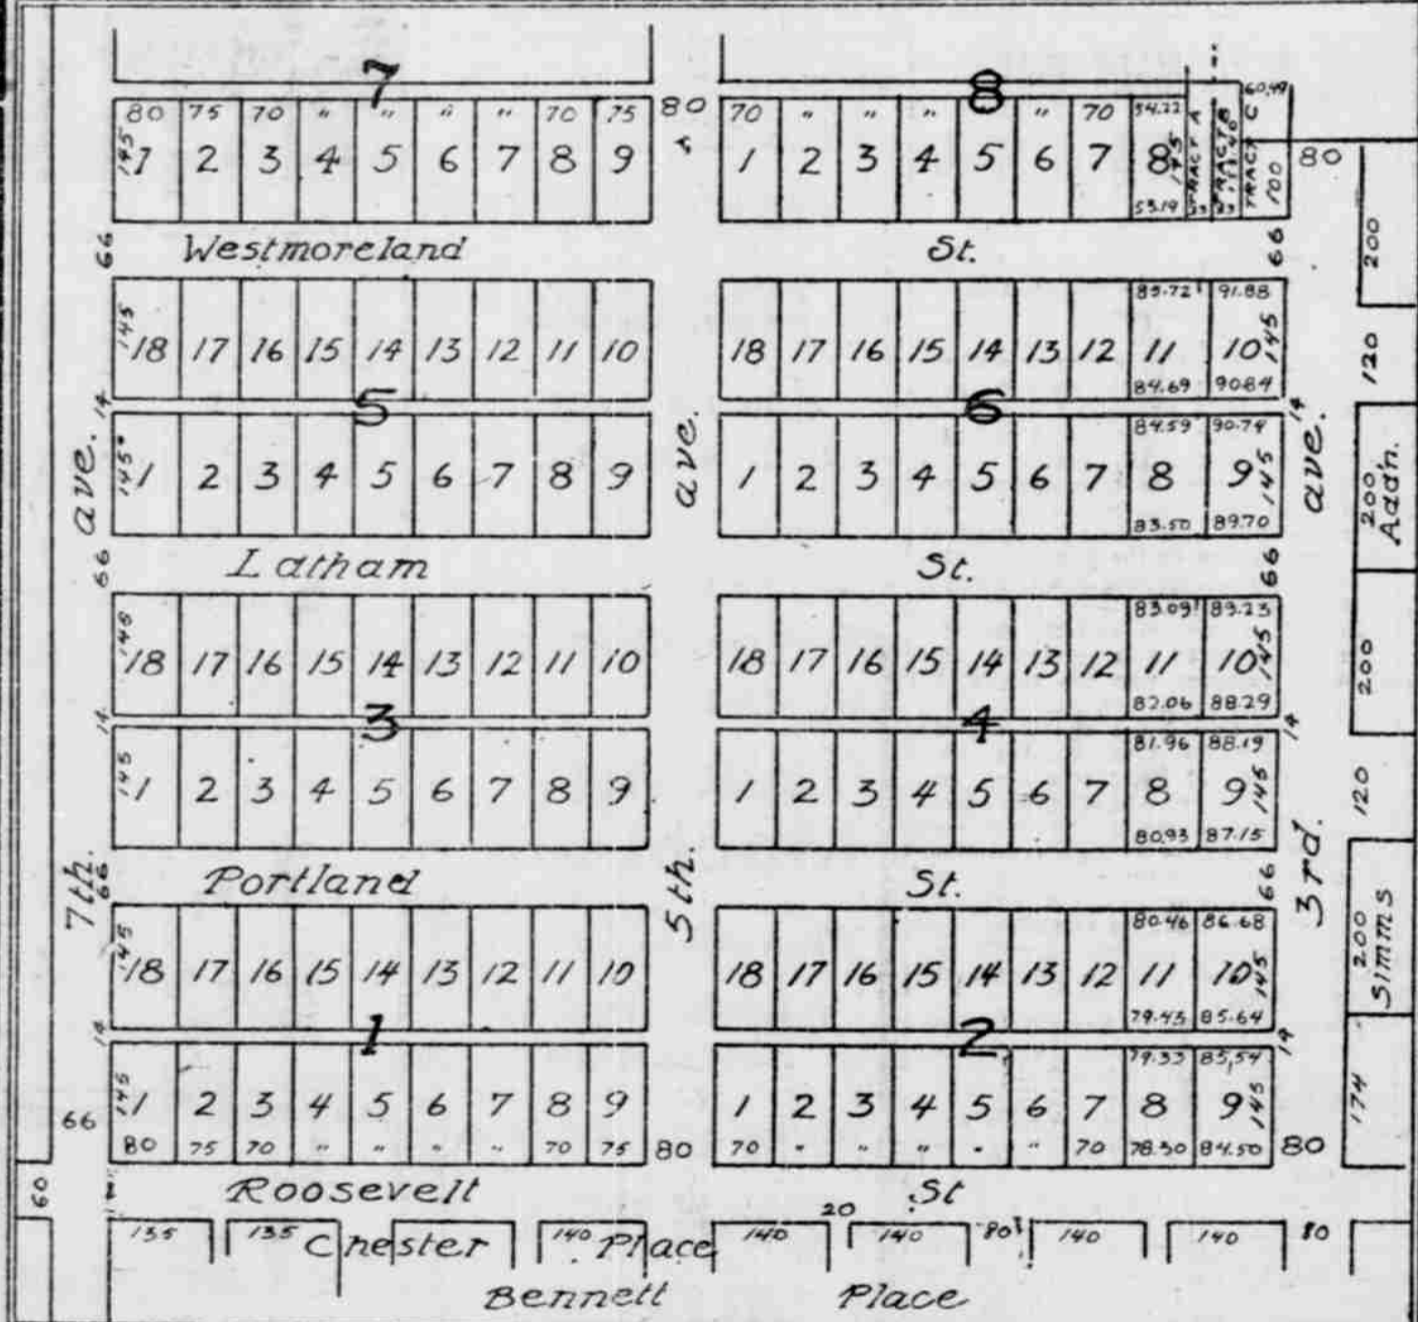 7 8
60.49
80 75 70 " " " " 70 75 80 70 " " " " 70 54.22
145 1 2 3 4 5 6 7 8 9 1 2 3 4 5 6 7 8 145 TRACT A TRACT B TRACT C 100 80
53.19
66 Westmoreland St. 66 200
83.72 91.88
145 18 17 16 15 14 13 12 11 10 18 17 16 15 14 13 12 11 10 145 120
84.69 90.84
14 5 6 14
84.59 90.74
ave. 145 1 2 3 4 5 6 7 8 9 ave. 1 2 3 4 5 6 7 8 9 145 ave. 200 Add'n.
83.50 89.70
66 Latham St. 66
83.09 89.23
145 18 17 16 15 14 13 12 11 10 18 17 16 15 14 13 12 11 10 145 200
82.06 88.29
14 3 4 14
81.96 88.19
145 1 2 3 4 5 6 7 8 9 1 2 3 4 5 6 7 8 9 145 120
80.93 87.15
7th. 66 Portland 5th. St. 66 3rd.
80.46 86.68
145 18 17 16 15 14 13 12 11 10 18 17 16 15 14 13 12 11 10 145 200 Simms
79.43 85.64
14 1 2 14
79.33 85.54
145 1 2 3 4 5 6 7 8 9 1 2 3 4 5 6 7 8 9 145 174
66 80 75 70 " " " " 70 75 80 70 " " " " " 70 78.30 84.50 80
60 Roosevelt St
20
135 135 Chester 140 Place 140 140 80 140 140 80
Bennett Place